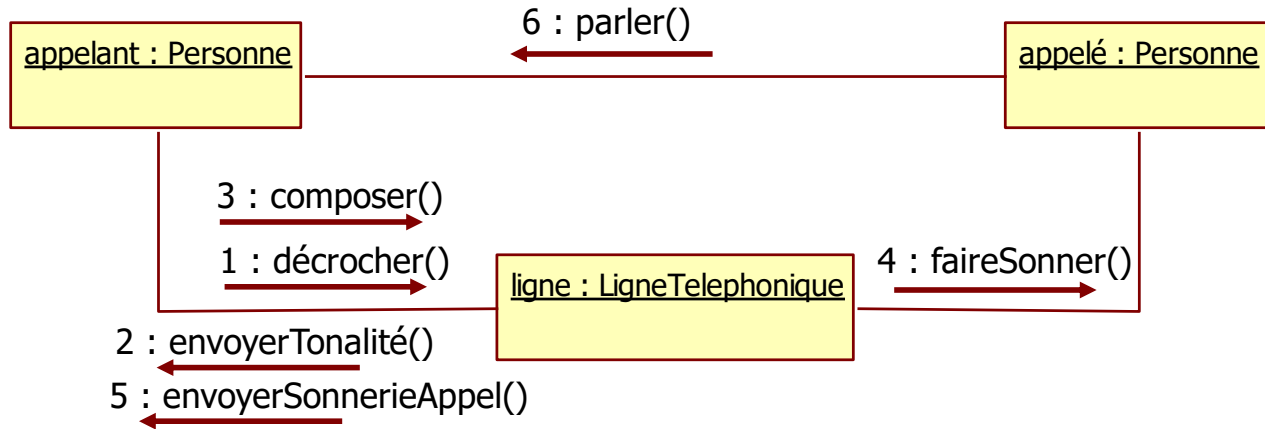 6 : parler()
appelant : Personne
appelé : Personne
3 : composer()
1 : décrocher()
4 : faireSonner()
ligne : LigneTelephonique
2 : envoyerTonalité()
5 : envoyerSonnerieAppel()